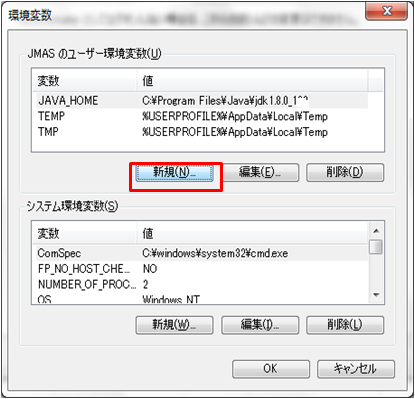 環境変数
JMAS のユーザー環境変数(U)
変数 値
JAVA_HOME C:¥Program Files¥Java¥jdk1.8.0_1
TEMP %USERPROFILE%¥AppData¥Local¥Temp
TMP %USERPROFILE%¥AppData¥Local¥Temp
新規(N)... 編集(E)... 削除(D)
システム環境変数(S)
変数 値
ComSpec C:¥windows¥system32¥cmd.exe
FP_NO_HOST_CHE... NO
NUMBER_OF_PROC... 2
OS Windows_NT
新規(W)... 編集(I)... 削除(L)
OK キャンセル